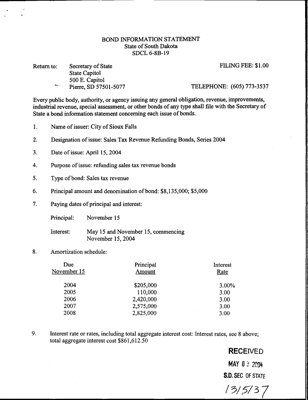 BOND INFORMATION STATEMENT
State of South Dakota
SDCL 6-8B-19
Return to: Secretary of State FILING FEE: $1.00
State Capitol
500 E. Capitol
Pierre, SD 57501-5077 TELEPHONE: (605) 773-3537
Every public body, authority, or agency issuing any general obligation, revenue, improvements,
industrial revenue, special assessment, or other bonds of any type shall file with the Secretary of
State a bond information statement concerning each issue of bonds.
1. Name of issuer: City of Sioux Falls
2. Designation of issue: Sales Tax Revenue Refunding Bonds, Series 2004
3. Date of issue: April 15, 2004
4. Purpose of issue: refunding sales tax revenue bonds
5. Type of bond: Sales tax revenue
6. Principal amount and denomination of bond: $8,135,000; $5,000
7. Paying dates of principal and interest:
Principal: November 15
Interest: May 15 and November 15, commencing
November 15, 2004
8. Amortization schedule:
Due Principal Interest
November 15 Amount Rate
2004 $205,000 3.00%
2005 110,000 3.00
2006 2,420,000 3.00
2007 2,575,000 3.00
2008 2,825,000 3.00
9. Interest rate or rates, including total aggregate interest cost: Interest rates, see 8 above;
total aggregate interest cost $861,612.50
RECEIVED
MAY 03 2004
S.D. SEC OF STATE
1315137